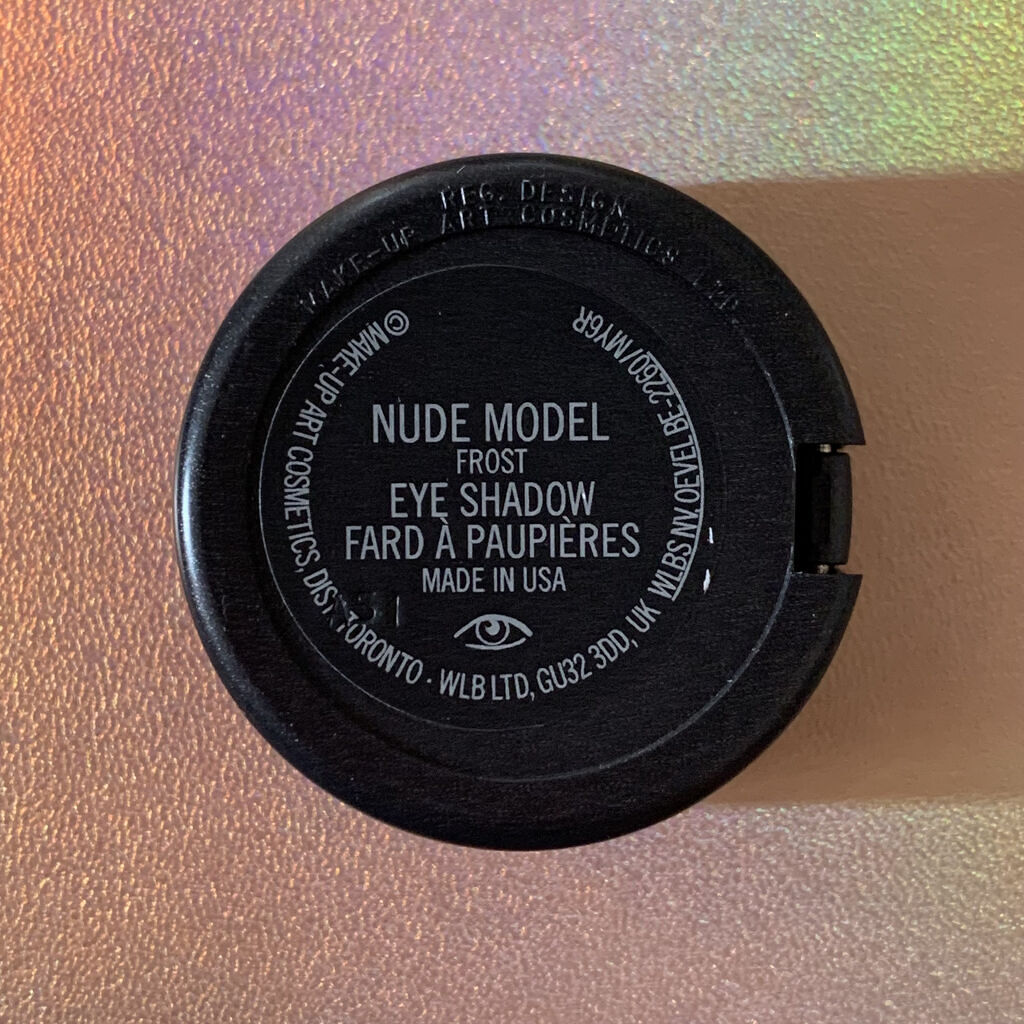 REG. DESIGN
MAKE-UP ART COSMETICS LTD
NUDE MODEL
FROST
EYE SHADOW
FARD À PAUPIÈRES
MADE IN USA
©MAKE-UP ART COSMETICS, DIST. TORONTO · WLB LTD, GU32 3DD, UK WLBS NV.OEVEL BE-2260/MY6R